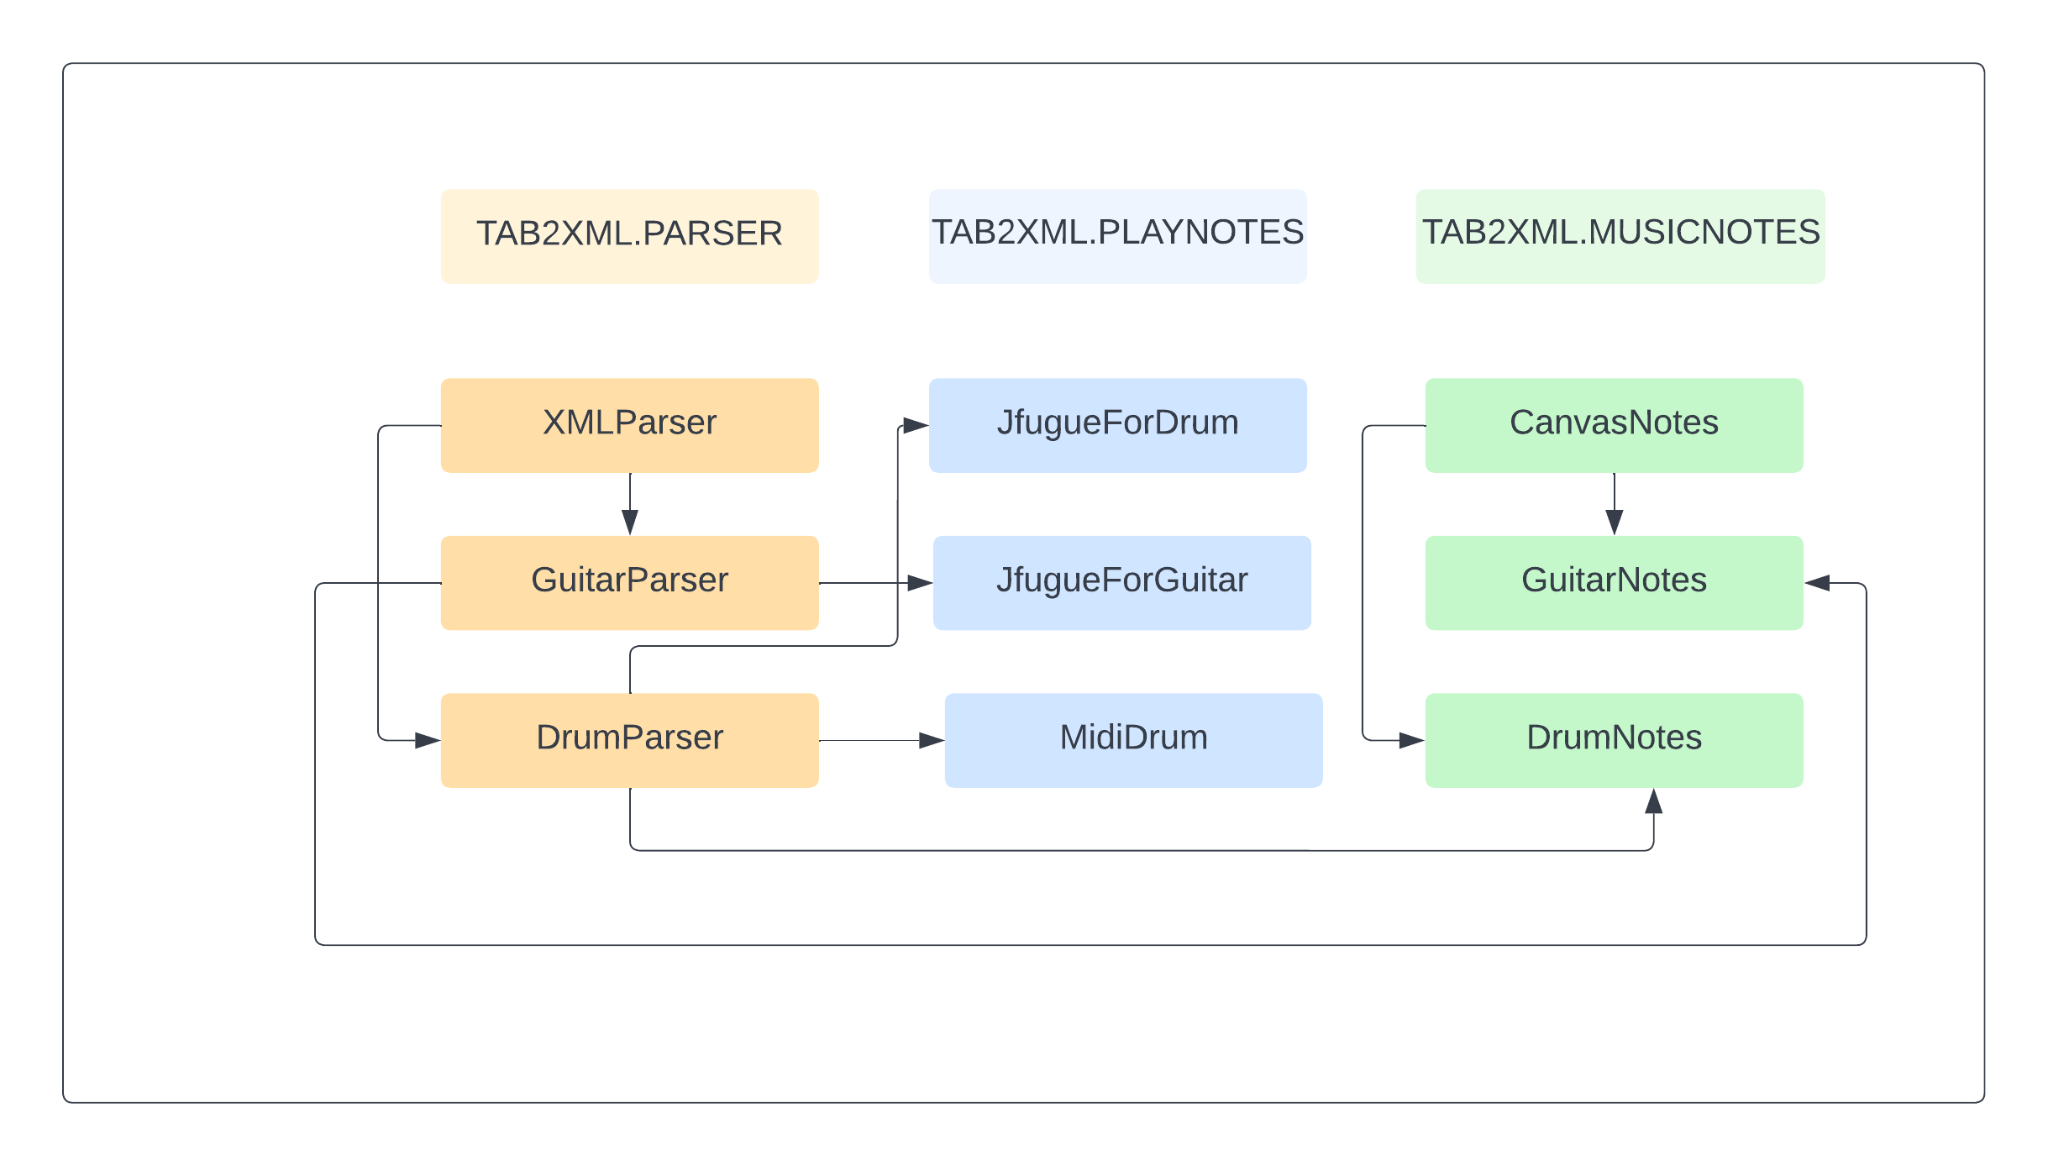 TAB2XML.PARSER
TAB2XML.PLAYNOTES
TAB2XML.MUSICNOTES
XMLParser
JfugueForDrum
CanvasNotes
GuitarParser
JfugueForGuitar
GuitarNotes
DrumParser
MidiDrum
DrumNotes